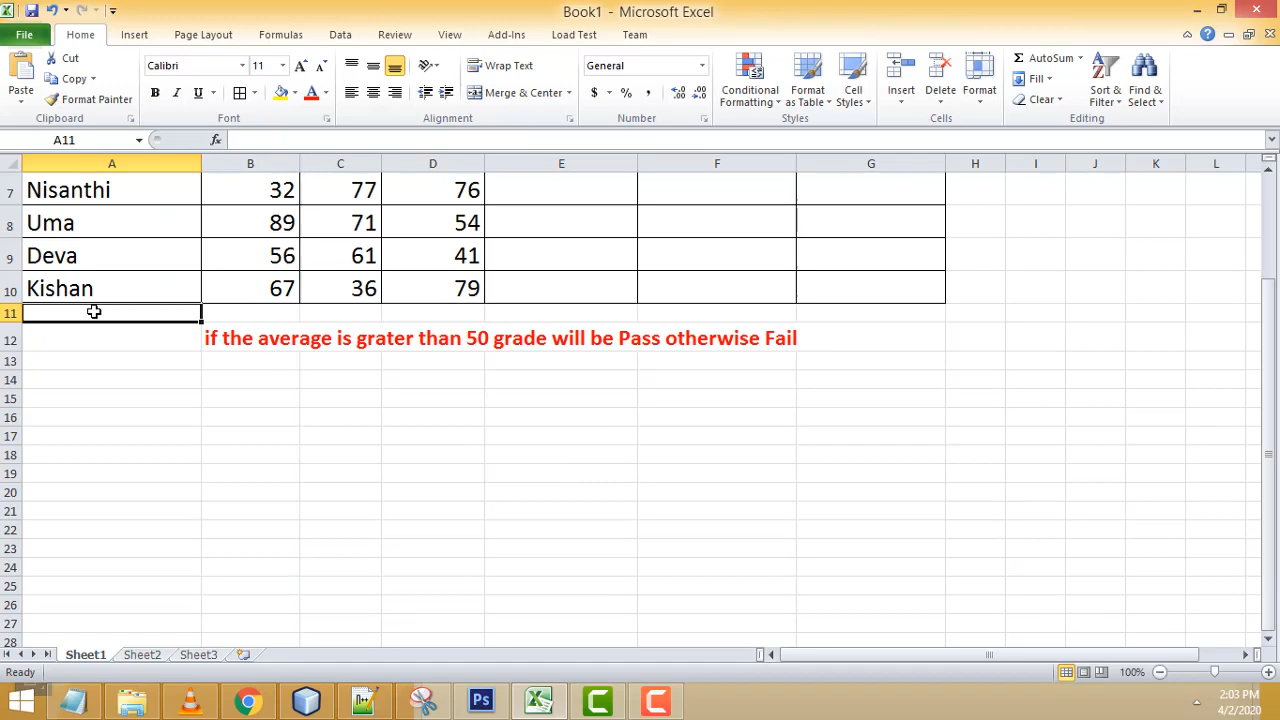 Book1 - Microsoft Excel
File Home Insert Page Layout Formulas Data Review View Add-Ins Load Test Team
Paste
Cut
Copy
Format Painter
Clipboard
Calibri 11
B I U A
Font
Wrap Text
Merge & Center
Alignment
General
$ % ,
Number
Conditional Formatting
Format as Table
Cell Styles
Styles
Insert
Delete
Format
Cells
Σ AutoSum
Fill
Clear
Sort & Filter
Find & Select
Editing
A11 fx
A B C D E F G H I J K L
7 Nisanthi 32 77 76
8 Uma 89 71 54
9 Deva 56 61 41
10 Kishan 67 36 79
11
12 if the average is grater than 50 grade will be Pass otherwise Fail
13
14
15
16
17
18
19
20
21
22
23
24
25
26
27
28
Sheet1 Sheet2 Sheet3
Ready 100%
Ps
2:03 PM
4/2/2020